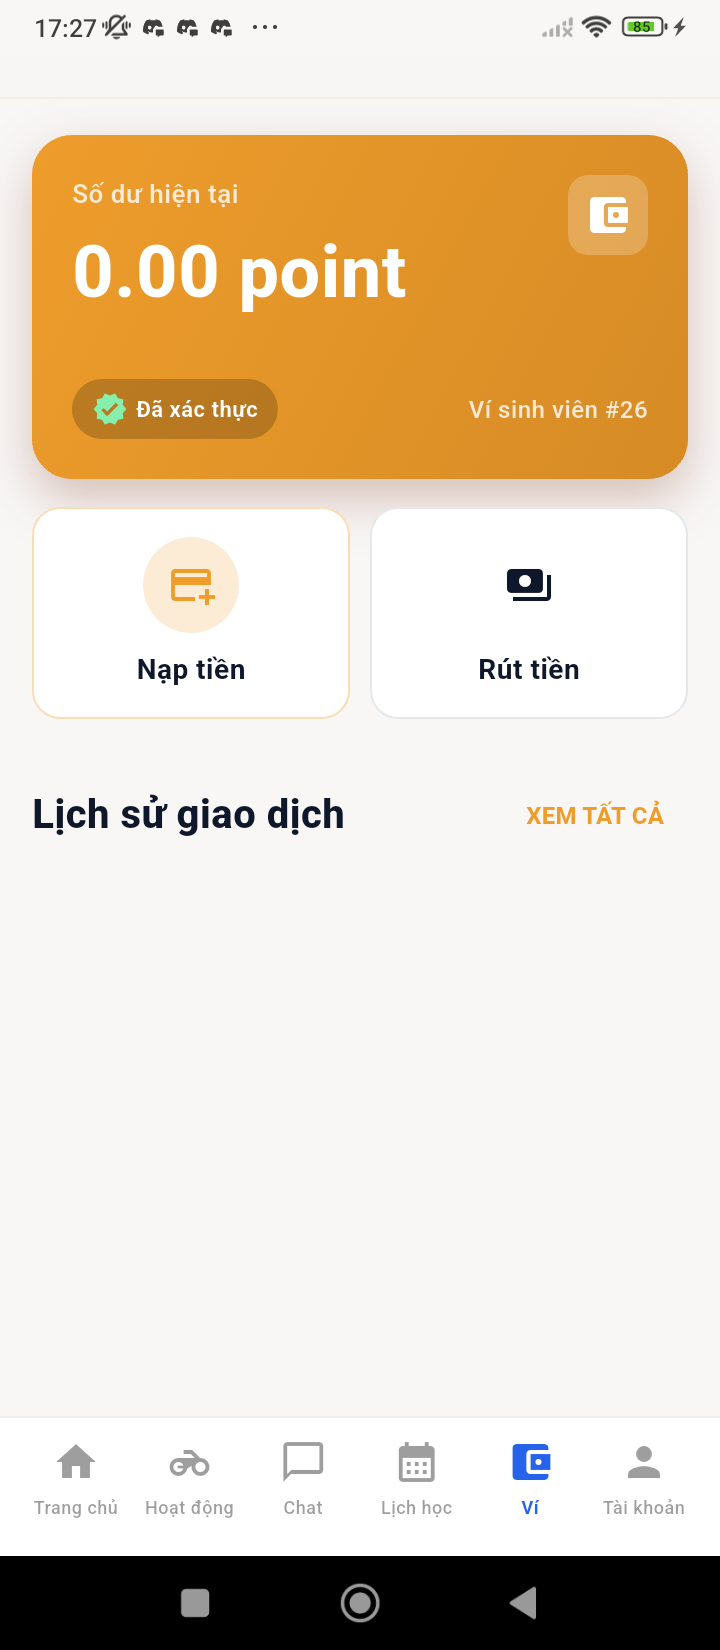 17:27
85
Số dư hiện tại
0.00 point
Đã xác thực
Ví sinh viên #26
Nạp tiền
Rút tiền
Lịch sử giao dịch
XEM TẤT CẢ
Trang chủ
Hoạt động
Chat
Lịch học
Ví
Tài khoản